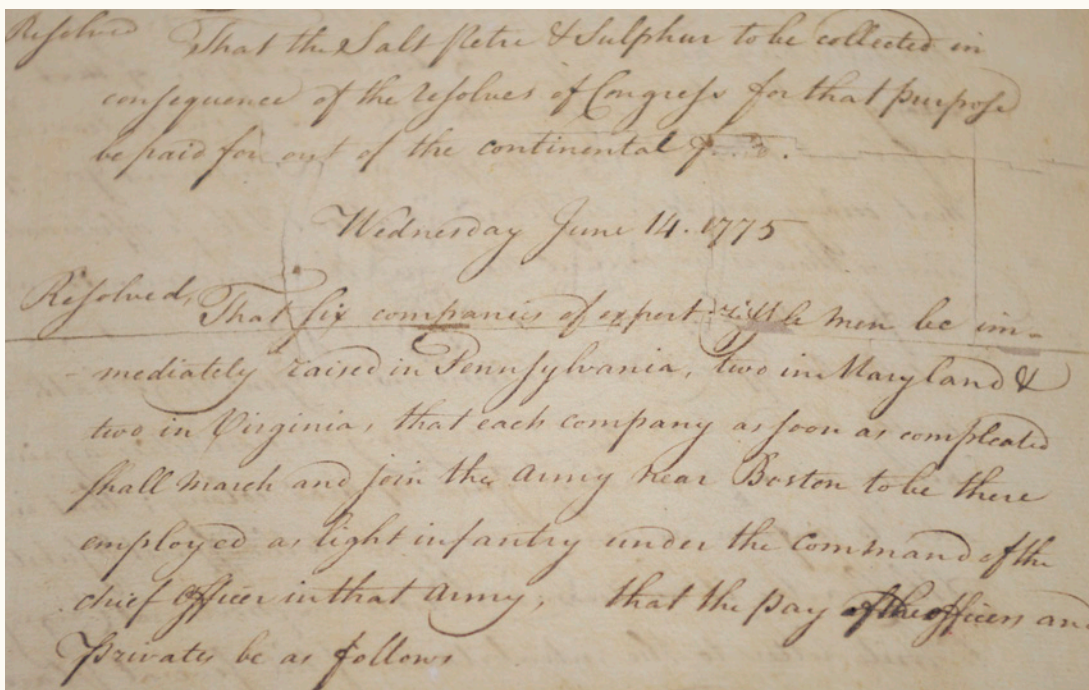 Resolved That the Salt petre & Sulphur to be collected in
consequence of the resolves of Congress for that purpose
be paid for out of the continental
Wednesday June 14. 1775
Resolved, That six companies of expert rifle men be im-
- mediately raised in Pennsylvania, two in Maryland &
two in Virginia, that each company as soon as compleated
shall march and join the army near Boston to be there
employed as light infantry under the command of the
chief Officer in that army; that the pay of the officers and
Privates be as follows